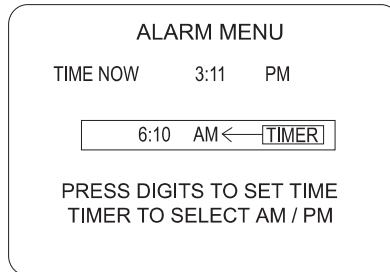 ALARM MENU
TIME NOW 3:11 PM
6:10 AM TIMER
PRESS DIGITS TO SET TIME
TIMER TO SELECT AM / PM